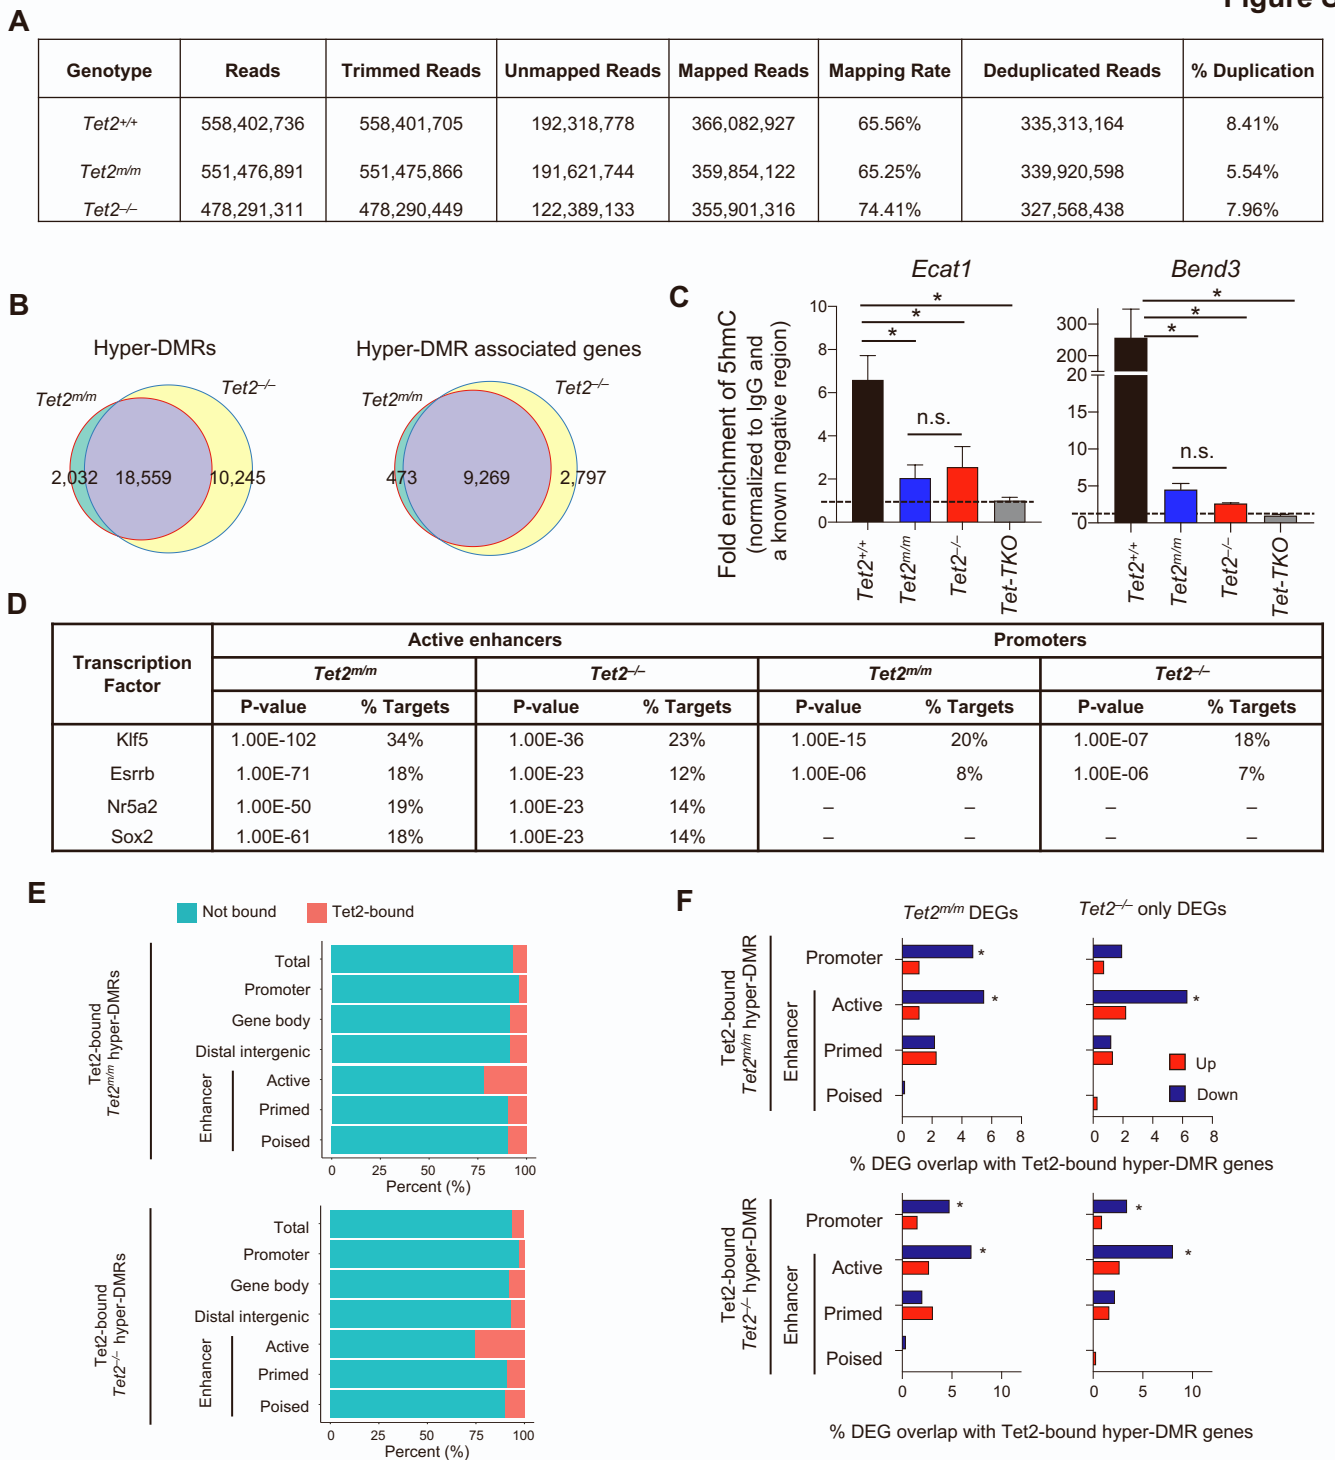 Figure
A
Genotype Reads Trimmed Reads Unmapped Reads Mapped Reads Mapping Rate Deduplicated Reads % Duplication
Tet2+/+ 558,402,736 558,401,705 192,318,778 366,082,927 65.56% 335,313,164 8.41%
Tet2m/m 551,476,891 551,475,866 191,621,744 359,854,122 65.25% 339,920,598 5.54%
Tet2–/– 478,291,311 478,290,449 122,389,133 355,901,316 74.41% 327,568,438 7.96%
B
Hyper-DMRs
Tet2m/m
Tet2–/–
2,032 18,559 10,245
Hyper-DMR associated genes
Tet2m/m
Tet2–/–
473 9,269 2,797
C
Fold enrichment of 5hmC
(normalized to IgG and
a known negative region)
Ecat1
10
8
6
4
2
0
*
*
*
n.s.
Tet2+/+
Tet2m/m
Tet2–/–
Tet-TKO
Bend3
300
200
20
15
10
5
0
*
*
*
n.s.
Tet2+/+
Tet2m/m
Tet2–/–
Tet-TKO
D
Transcription
Factor
Active enhancers Promoters
Tet2m/m Tet2–/– Tet2m/m Tet2–/–
P-value % Targets P-value % Targets P-value % Targets P-value % Targets
Klf5 1.00E-102 34% 1.00E-36 23% 1.00E-15 20% 1.00E-07 18%
Esrrb 1.00E-71 18% 1.00E-23 12% 1.00E-06 8% 1.00E-06 7%
Nr5a2 1.00E-50 19% 1.00E-23 14% – – – –
Sox2 1.00E-61 18% 1.00E-23 14% – – – –
E
Not bound Tet2-bound
Tet2-bound
Tet2m/m hyper-DMRs
Total
Promoter
Gene body
Distal intergenic
Enhancer
Active
Primed
Poised
0 25 50 75 100
Percent (%)
Tet2-bound
Tet2–/– hyper-DMRs
Total
Promoter
Gene body
Distal intergenic
Enhancer
Active
Primed
Poised
0 25 50 75 100
Percent (%)
F
Tet2m/m DEGs Tet2–/– only DEGs
Tet2-bound
Tet2m/m hyper-DMR
Promoter *
Enhancer
Active * *
Primed
Poised
Up
Down
0 2 4 6 8 0 2 4 6 8
% DEG overlap with Tet2-bound hyper-DMR genes
Tet2-bound
Tet2–/– hyper-DMR
Promoter * *
Enhancer
Active * *
Primed
Poised
0 5 10 0 5 10
% DEG overlap with Tet2-bound hyper-DMR genes